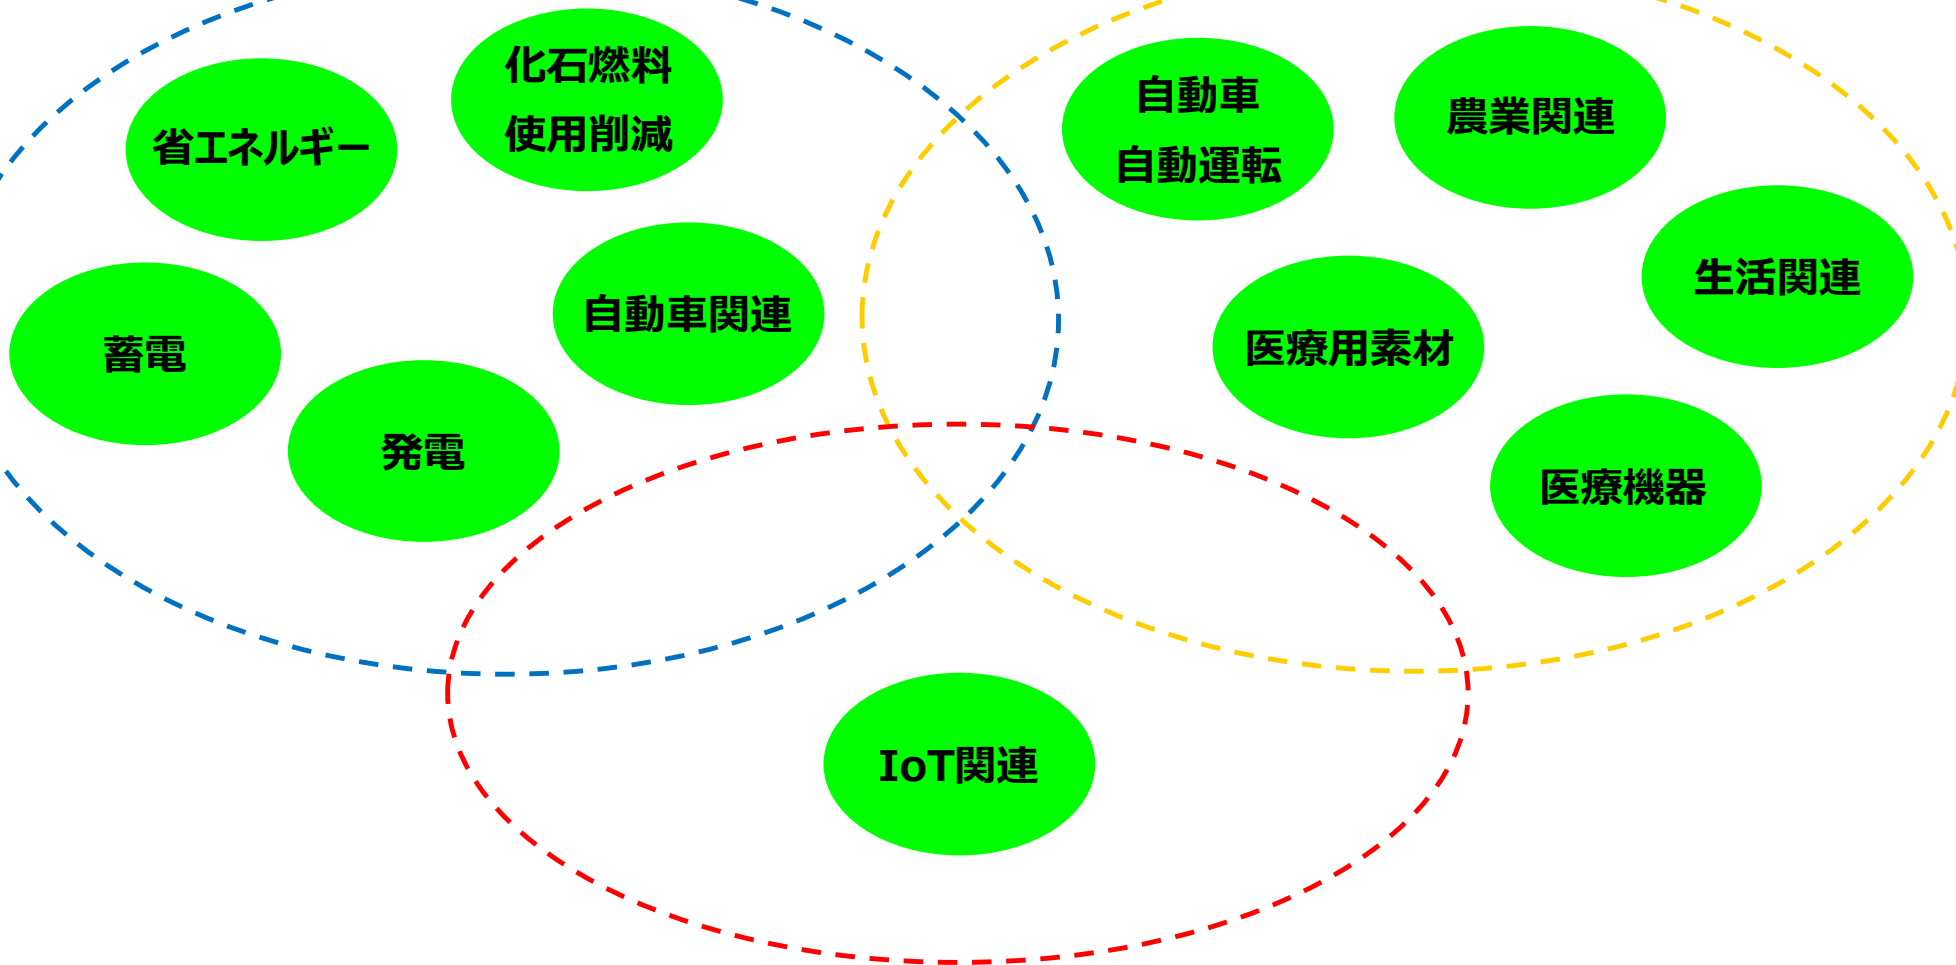 省エネルギー
化石燃料
使用削減
自動車関連
蓄電
発電
自動車
自動運転
農業関連
生活関連
医療用素材
医療機器
IoT関連